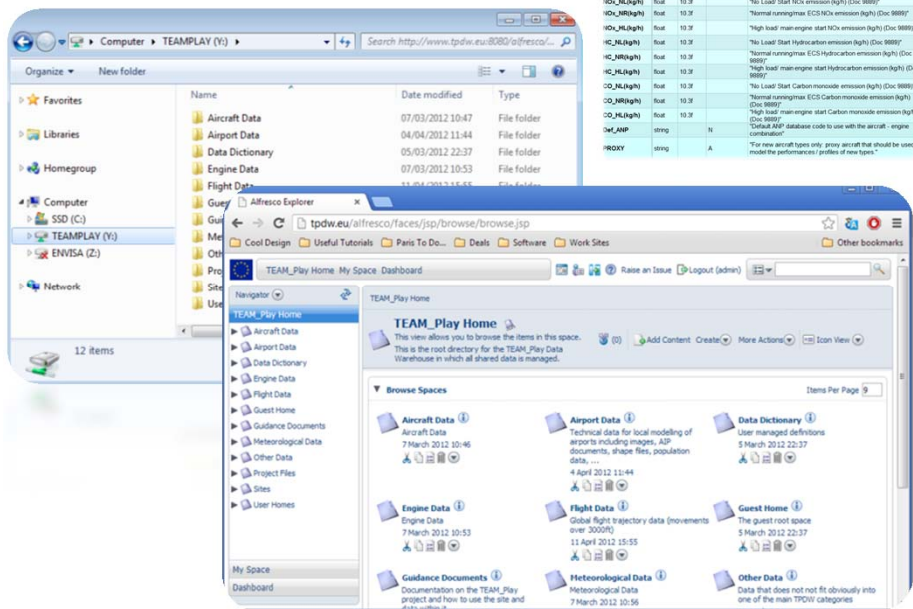 Computer ▸ TEAMPLAY (Y:) ▸
Search http://www.tpdw.eu:8080/alfresco/...
Organize
New folder
Favorites
Libraries
Homegroup
Computer
SSD (C:)
TEAMPLAY (Y:)
ENVISA (Z:)
Network
Name Date modified Type
Aircraft Data 07/03/2012 10:47 File folder
Airport Data 04/04/2012 11:44 File folder
Data Dictionary 05/03/2012 22:37 File folder
Engine Data 07/03/2012 10:53 File folder
Flight Data 11/04/2012 15:55 File folder
12 items
NOx_NL(kg/h) float 10.3f "No Load/ Start NOx emission (kg/h) (Doc 9889)"
NOx_NR(kg/h) float 10.3f "Normal running/max ECS NOx emission (kg/h) (Doc 9889)"
NOx_HL(kg/h) float 10.3f "High load/ main engine start NOx emission (kg/h) (Doc 9889)"
HC_NL(kg/h) float 10.3f "No Load/ Start Hydrocarbon emission (kg/h) (Doc 9889)"
HC_NR(kg/h) float 10.3f "Normal running/max ECS Hydrocarbon emission (kg/h) (Doc
9889)"
HC_HL(kg/h) float 10.3f "High load/ main engine start Hydrocarbon emission (kg/h)
9889)"
CO_NL(kg/h) float 10.3f "No Load/ Start Carbon monoxide emission (kg/h) (Doc 9889)
CO_NR(kg/h) float 10.3f "Normal running/max ECS Carbon monoxide emission (kg/h)
(Doc 9889)"
CO_HL(kg/h) float 10.3f "High load/ main engine start Carbon monoxide emission
(Doc 9889)"
Def_ANP string N "Default ANP database code to use with the aircraft - engine
combination"
PROXY string A "For new aircraft types only: proxy aircraft that should be used
model the performances / profiles of new types."
Alfresco Explorer
tpdw.eu/alfresco/faces/jsp/browse/browse.jsp
Cool Design Useful Tutorials Paris To Do... Deals Software Work Sites Other bookmarks
TEAM_Play Home My Space Dashboard Raise an Issue Logout (admin)
Navigator
TEAM_Play Home
Aircraft Data
Airport Data
Data Dictionary
Engine Data
Flight Data
Guest Home
Guidance Documents
Meteorological Data
Other Data
Project Files
Sites
User Homes
My Space
Dashboard
TEAM_Play Home
TEAM_Play Home
This view allows you to browse the items in this space.
This is the root directory for the TEAM_Play Data
Warehouse in which all shared data is managed.
(0) Add Content Create More Actions Icon View
Browse Spaces Items Per Page 9
Aircraft Data
Aircraft Data
7 March 2012 10:46
Airport Data
Technical data for local modelling of
airports including images, AIP
documents, shape files, population
data, ...
4 April 2012 11:44
Data Dictionary
User managed definitions
5 March 2012 22:37
Engine Data
Engine Data
7 March 2012 10:53
Flight Data
Global flight trajectory data (movements
over 3000ft)
11 April 2012 15:55
Guest Home
The guest root space
5 March 2012 22:37
Guidance Documents
Documentation on the TEAM_Play
project and how to use the site and
data within it
Meteorological Data
Meteorological Data
7 March 2012 10:56
Other Data
Data that does not not fit obviously into
one of the main TPDW categories